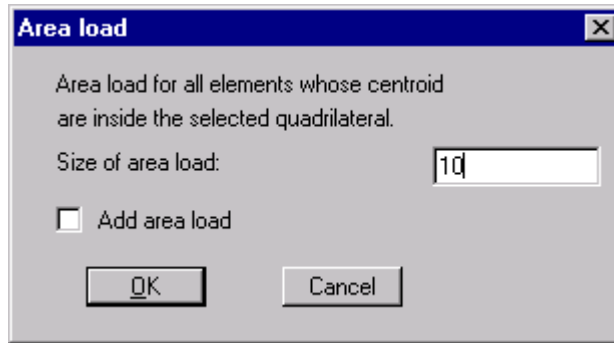 Area load
Area load for all elements whose centroid
are inside the selected quadrilateral.
Size of area load: 10
Add area load
OK Cancel